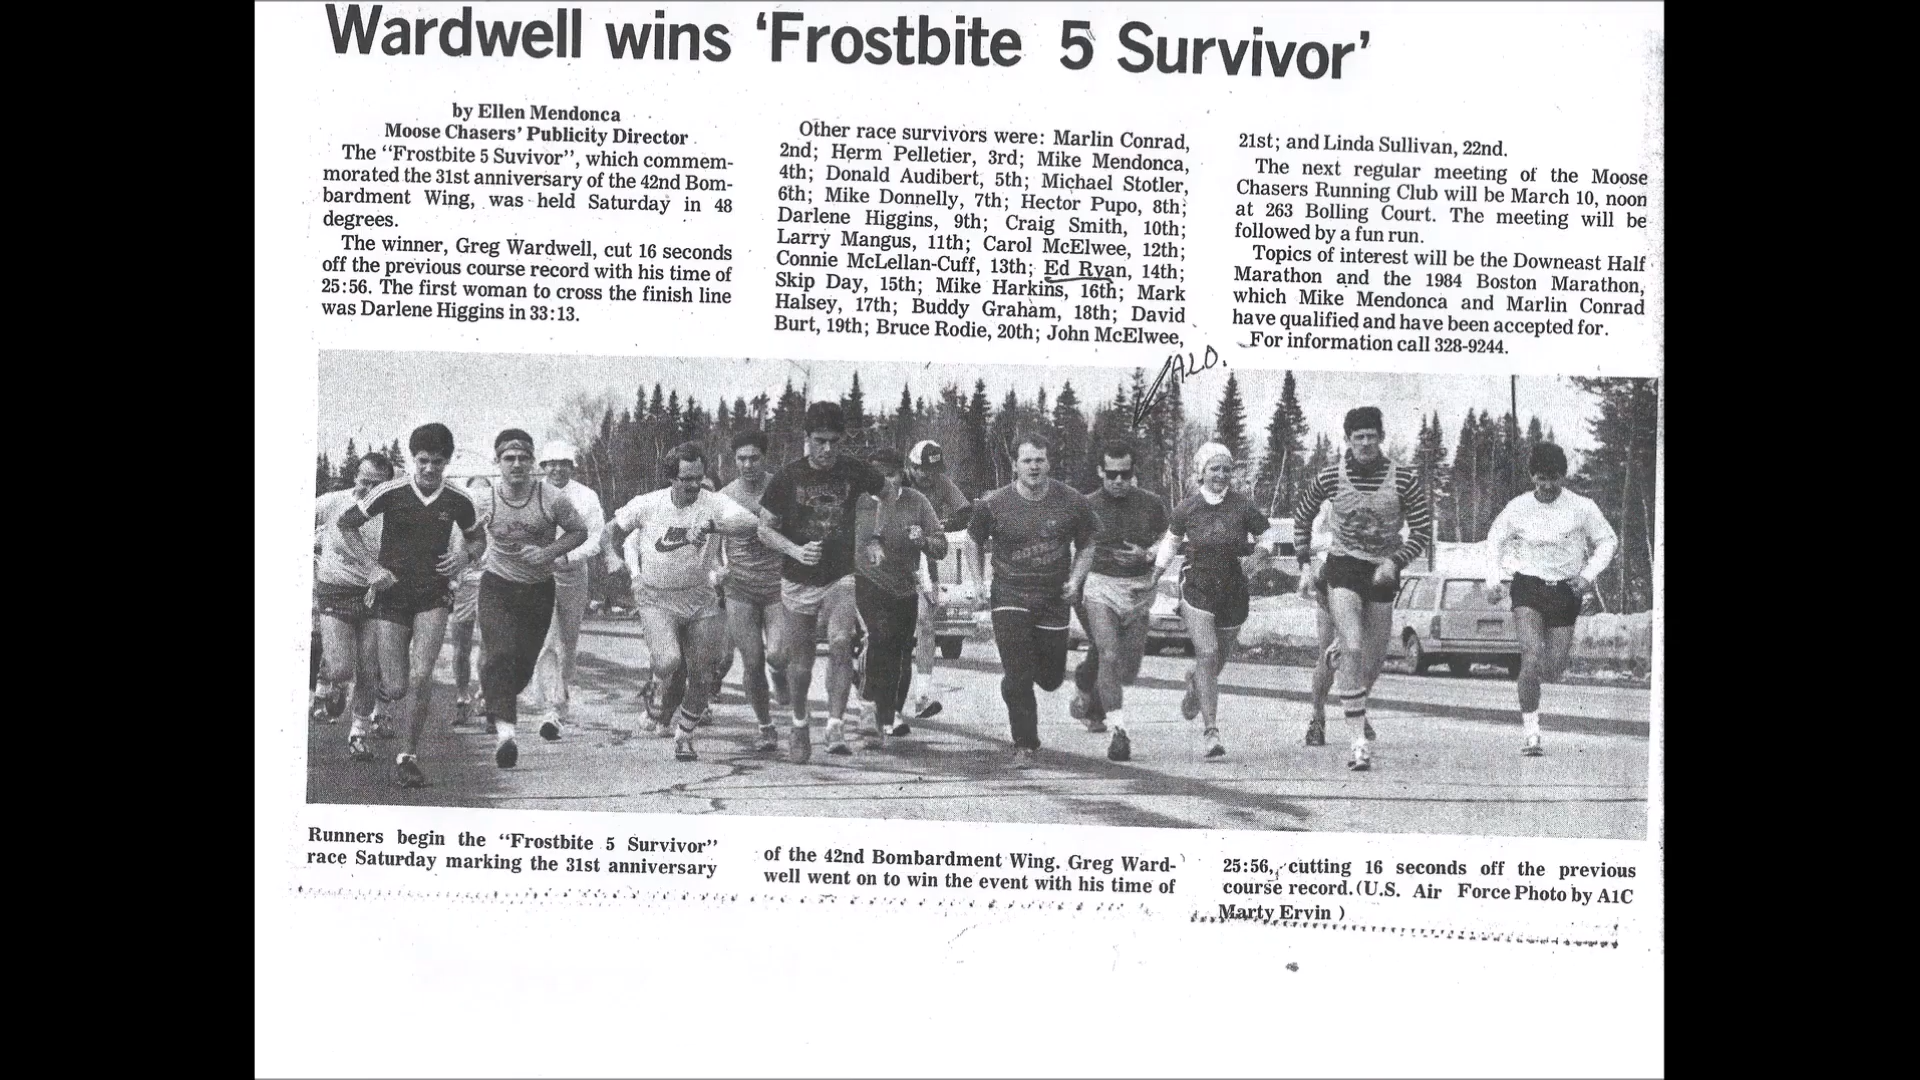 Wardwell wins ‘Frostbite 5 Survivor’
by Ellen Mendonca
Moose Chasers’ Publicity Director
The “Frostbite 5 Suvivor”, which commem-
morated the 31st anniversary of the 42nd Bom-
bardment Wing, was held Saturday in 48
degrees.
The winner, Greg Wardwell, cut 16 seconds
off the previous course record with his time of
25:56. The first woman to cross the finish line
was Darlene Higgins in 33:13.
Other race survivors were: Marlin Conrad,
2nd; Herm Pelletier, 3rd; Mike Mendonca,
4th; Donald Audibert, 5th; Michael Stotler,
6th; Mike Donnelly, 7th; Hector Pupo, 8th;
Darlene Higgins, 9th; Craig Smith, 10th;
Larry Mangus, 11th; Carol McElwee, 12th;
Connie McLellan-Cuff, 13th; Ed Ryan, 14th;
Skip Day, 15th; Mike Harkins, 16th; Mark
Halsey, 17th; Buddy Graham, 18th; David
Burt, 19th; Bruce Rodie, 20th; John McElwee,
21st; and Linda Sullivan, 22nd.
The next regular meeting of the Moose
Chasers Running Club will be March 10, noon
at 263 Bolling Court. The meeting will be
followed by a fun run.
Topics of interest will be the Downeast Half
Marathon and the 1984 Boston Marathon,
which Mike Mendonca and Marlin Conrad
have qualified and have been accepted for.
For information call 328-9244.
Runners begin the “Frostbite 5 Survivor”
race Saturday marking the 31st anniversary
of the 42nd Bombardment Wing. Greg Ward-
well went on to win the event with his time of
25:56, cutting 16 seconds off the previous
course record. (U.S. Air Force Photo by A1C
Marty Ervin )